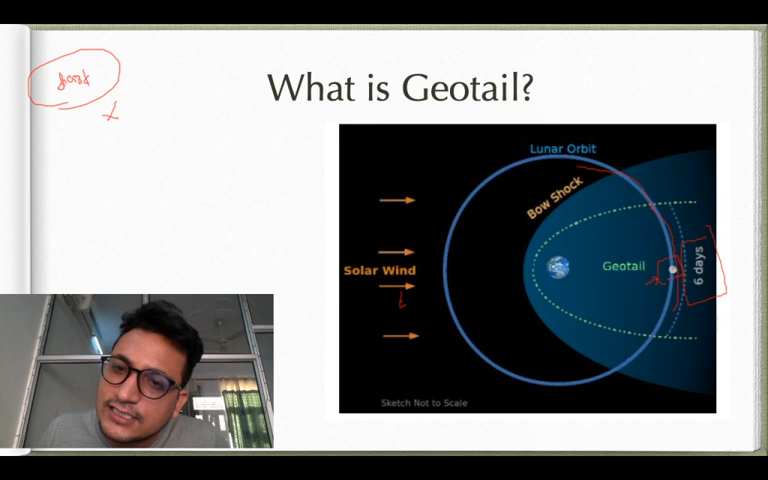 What is Geotail?
Lunar Orbit
Bow Shock
Solar Wind
Geotail
6 days
Sketch Not to Scale